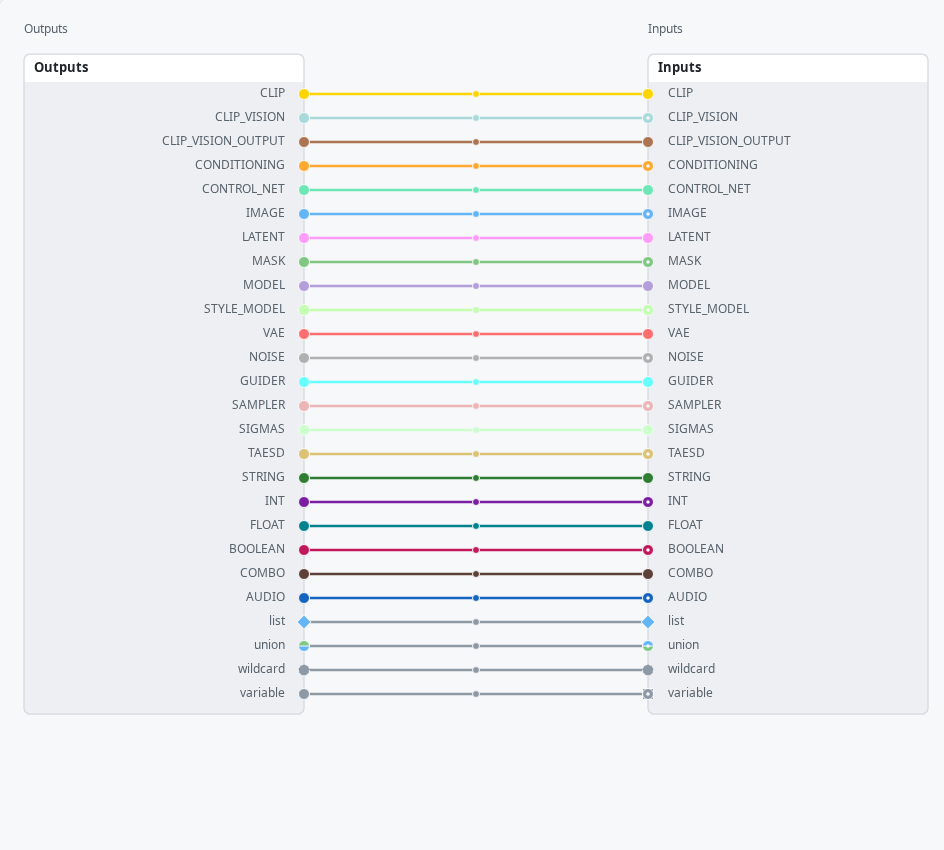 Outputs
Inputs
Outputs
Inputs
CLIP
CLIP
CLIP_VISION
CLIP_VISION
CLIP_VISION_OUTPUT
CLIP_VISION_OUTPUT
CONDITIONING
CONDITIONING
CONTROL_NET
CONTROL_NET
IMAGE
IMAGE
LATENT
LATENT
MASK
MASK
MODEL
MODEL
STYLE_MODEL
STYLE_MODEL
VAE
VAE
NOISE
NOISE
GUIDER
GUIDER
SAMPLER
SAMPLER
SIGMAS
SIGMAS
TAESD
TAESD
STRING
STRING
INT
INT
FLOAT
FLOAT
BOOLEAN
BOOLEAN
COMBO
COMBO
AUDIO
AUDIO
list
list
union
union
wildcard
wildcard
variable
variable